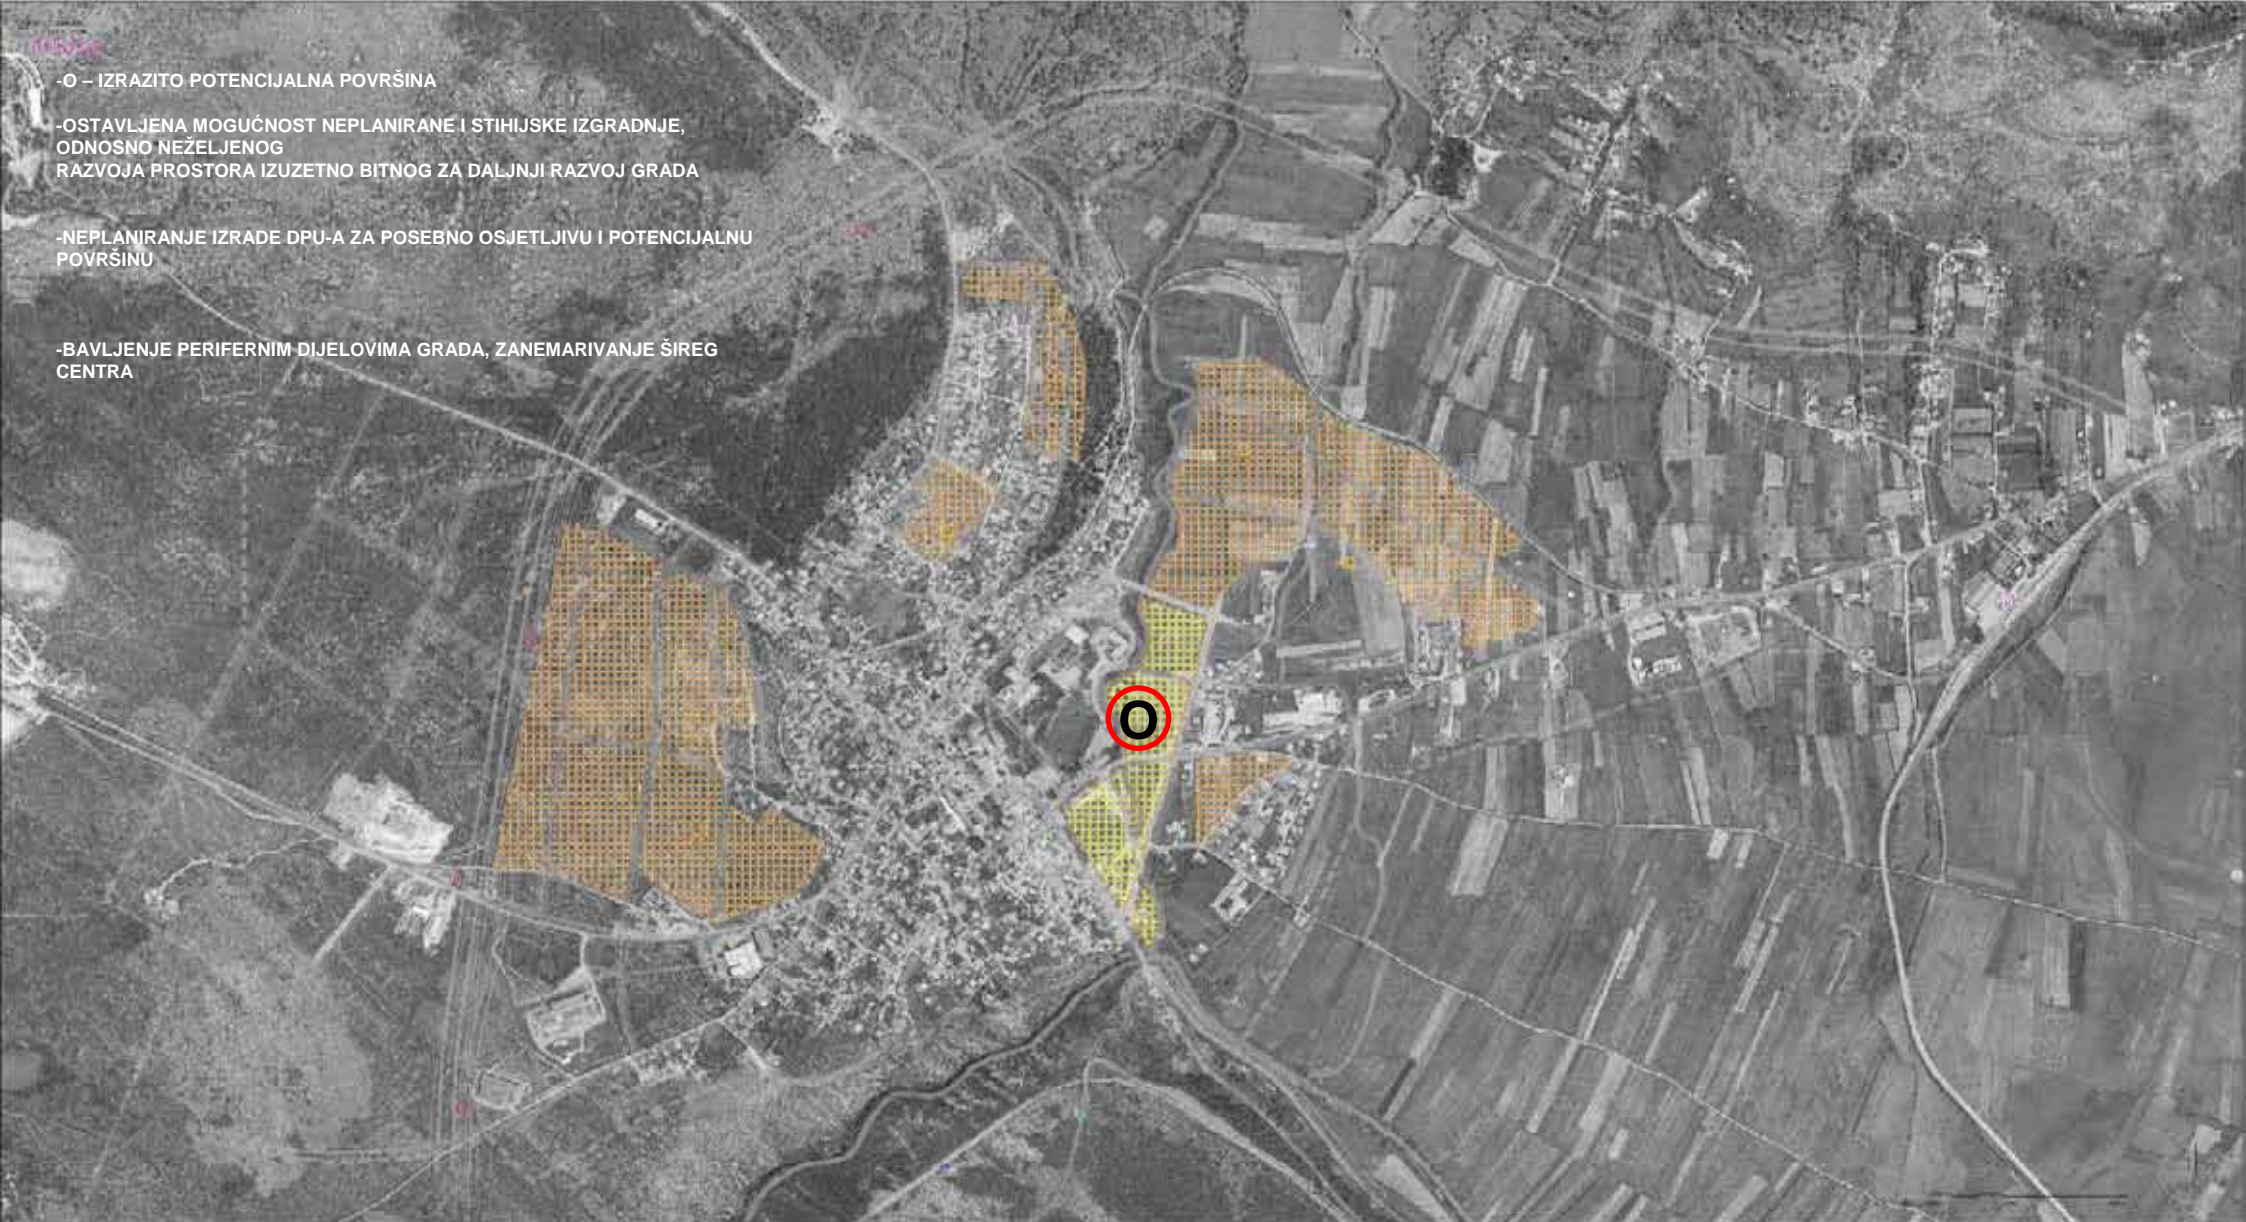 -O – IZRAZITO POTENCIJALNA POVRŠINA
-OSTAVLJENA MOGUĆNOST NEPLANIRANE I STIHIJSKE IZGRADNJE,
ODNOSNO NEŽELJENOG
RAZVOJA PROSTORA IZUZETNO BITNOG ZA DALJNJI RAZVOJ GRADA
-NEPLANIRANJE IZRADE DPU-A ZA POSEBNO OSJETLJIVU I POTENCIJALNU
POVRŠINU
-BAVLJENJE PERIFERNIM DIJELOVIMA GRADA, ZANEMARIVANJE ŠIREG
CENTRA
O